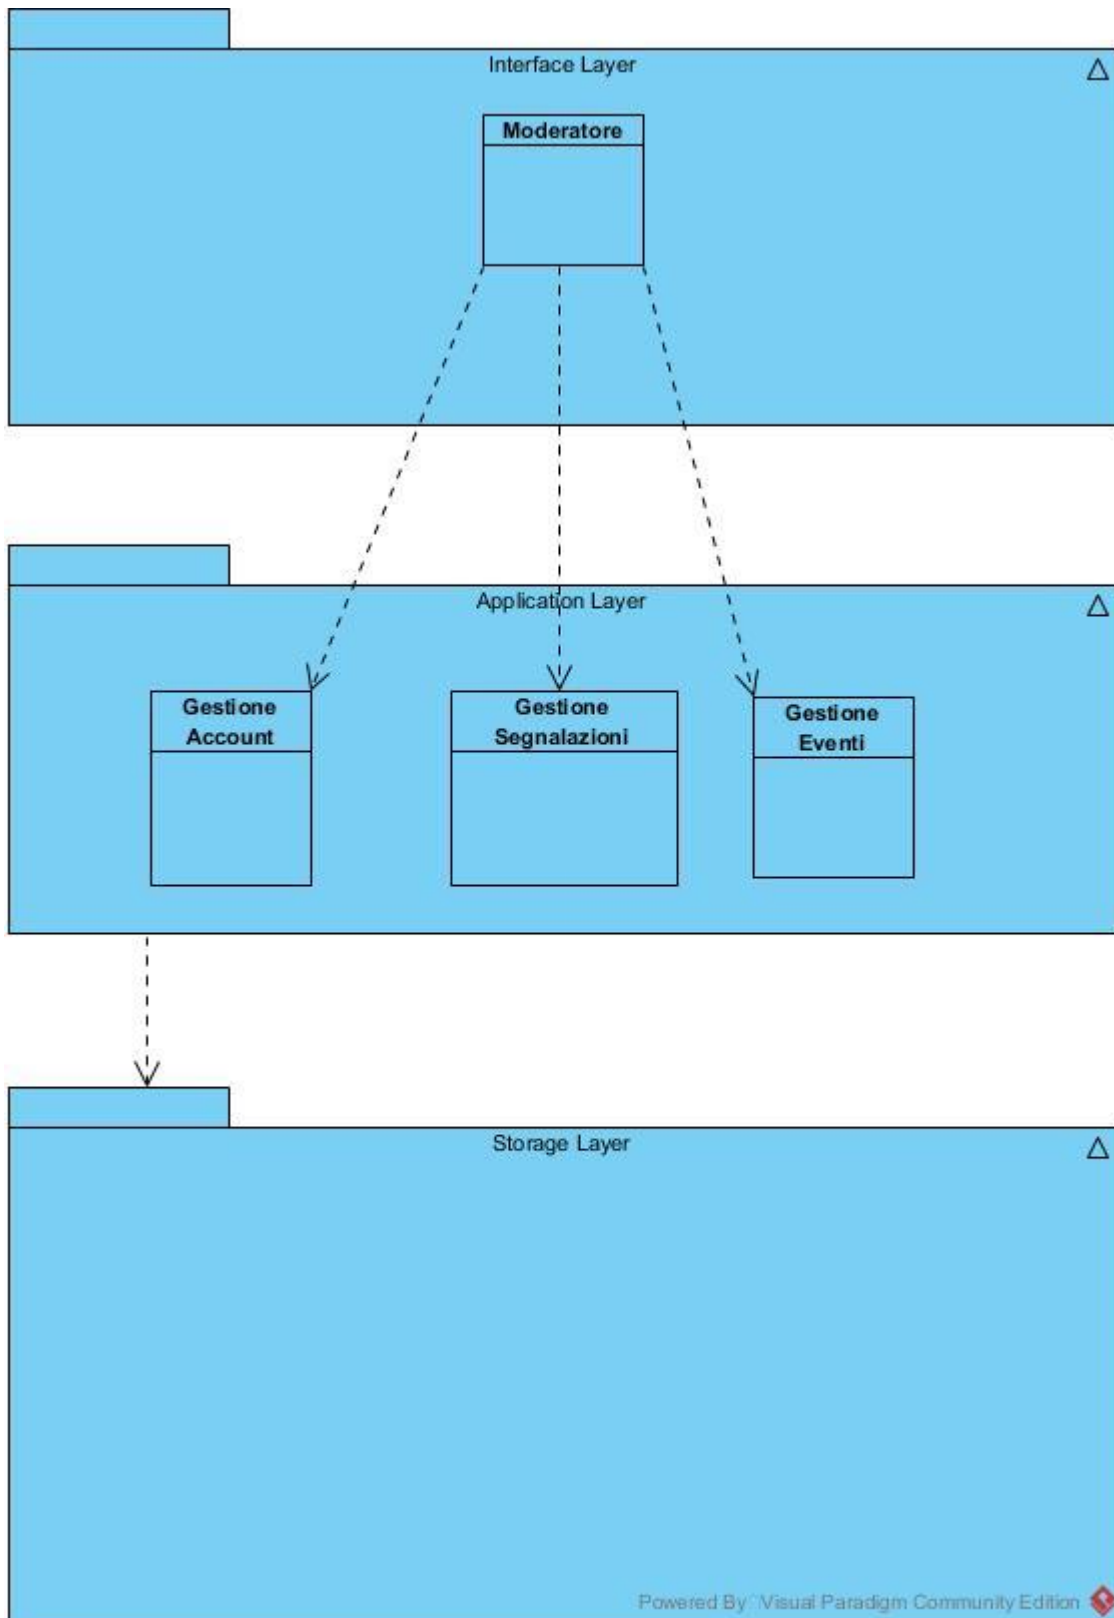 Interface Layer
Moderatore
Application Layer
Gestione
Account
Gestione
Segnalazioni
Gestione
Eventi
Storage Layer
Powered By Visual Paradigm Community Edition